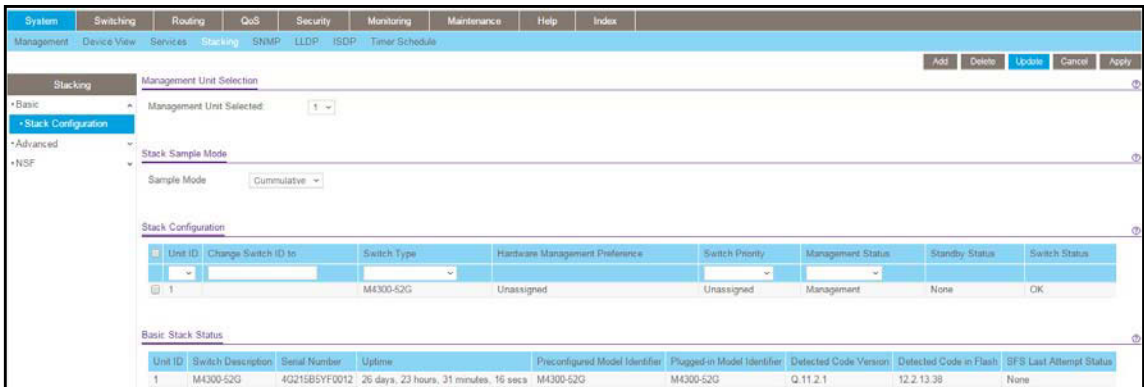 System Switching Routing QoS Security Monitoring Maintenance Help Index
Management Device View Services Stacking SNMP LLDP ISDP Timer Schedule
Add Delete Update Cancel Apply
Stacking
Basic
Stack Configuration
Advanced
NSF
Management Unit Selection
Management Unit Selected 1
Stack Sample Mode
Sample Mode Cummulative
Stack Configuration
Unit ID Change Switch ID to Switch Type Hardware Management Preference Switch Priority Management Status Standby Status Switch Status
1 M4300-52G Unassigned Unassigned Management None OK
Basic Stack Status
Unit ID Switch Description Serial Number Uptime Preconfigured Model Identifier Plugged-in Model Identifier Detected Code Version Detected Code in Flash SFS Last Attempt Status
1 M4300-52G 4G215B5YF0012 26 days, 23 hours, 31 minutes, 16 secs M4300-52G M4300-52G Q.11.2.1 12.2.13.38 None